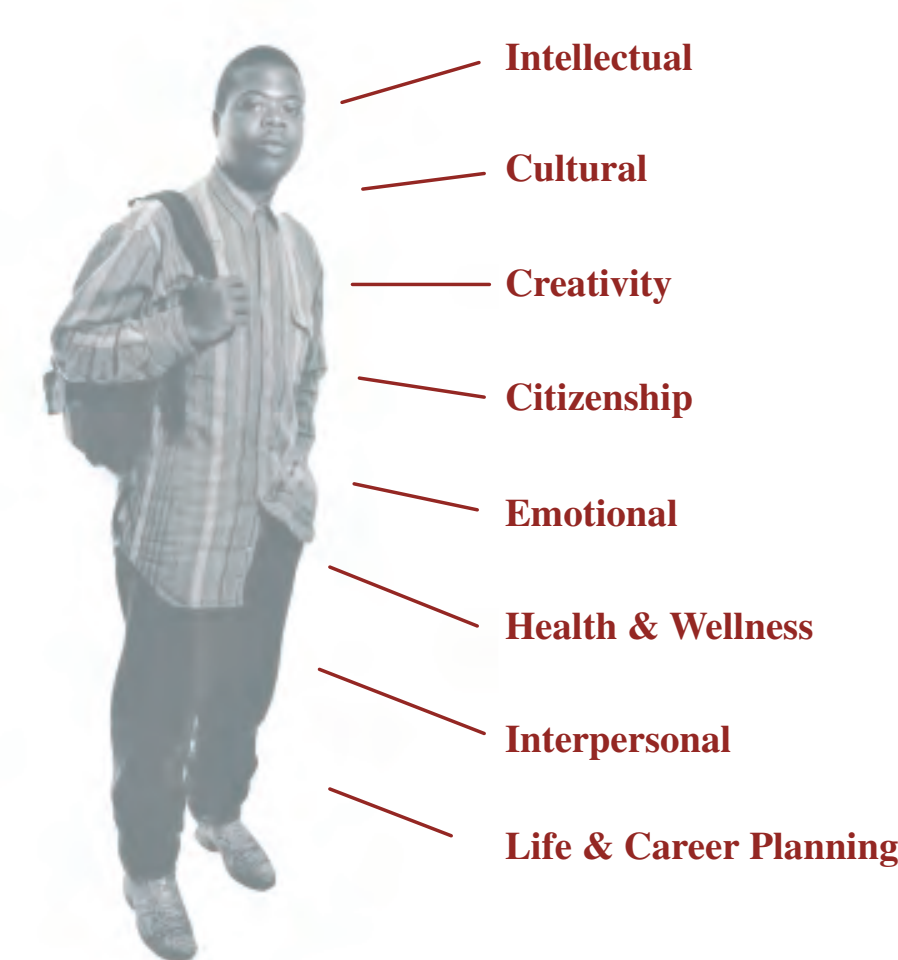 Intellectual
Cultural
Creativity
Citizenship
Emotional
Health & Wellness
Interpersonal
Life & Career Planning